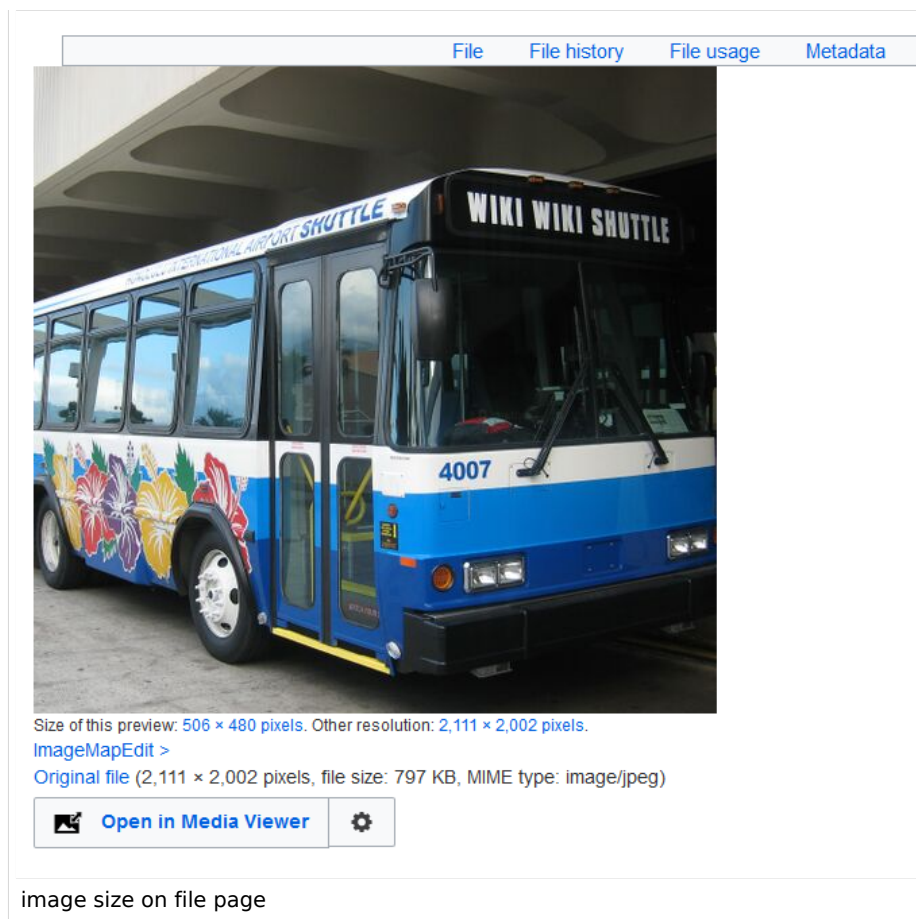 File File history File usage Metadata
WIKI WIKI SHUTTLE
HONOLULU INTERNATIONAL AIRPORT SHUTTLE
4007
Size of this preview: 506 × 480 pixels. Other resolution: 2,111 × 2,002 pixels.
ImageMapEdit >
Original file (2,111 × 2,002 pixels, file size: 797 KB, MIME type: image/jpeg)
Open in Media Viewer
image size on file page